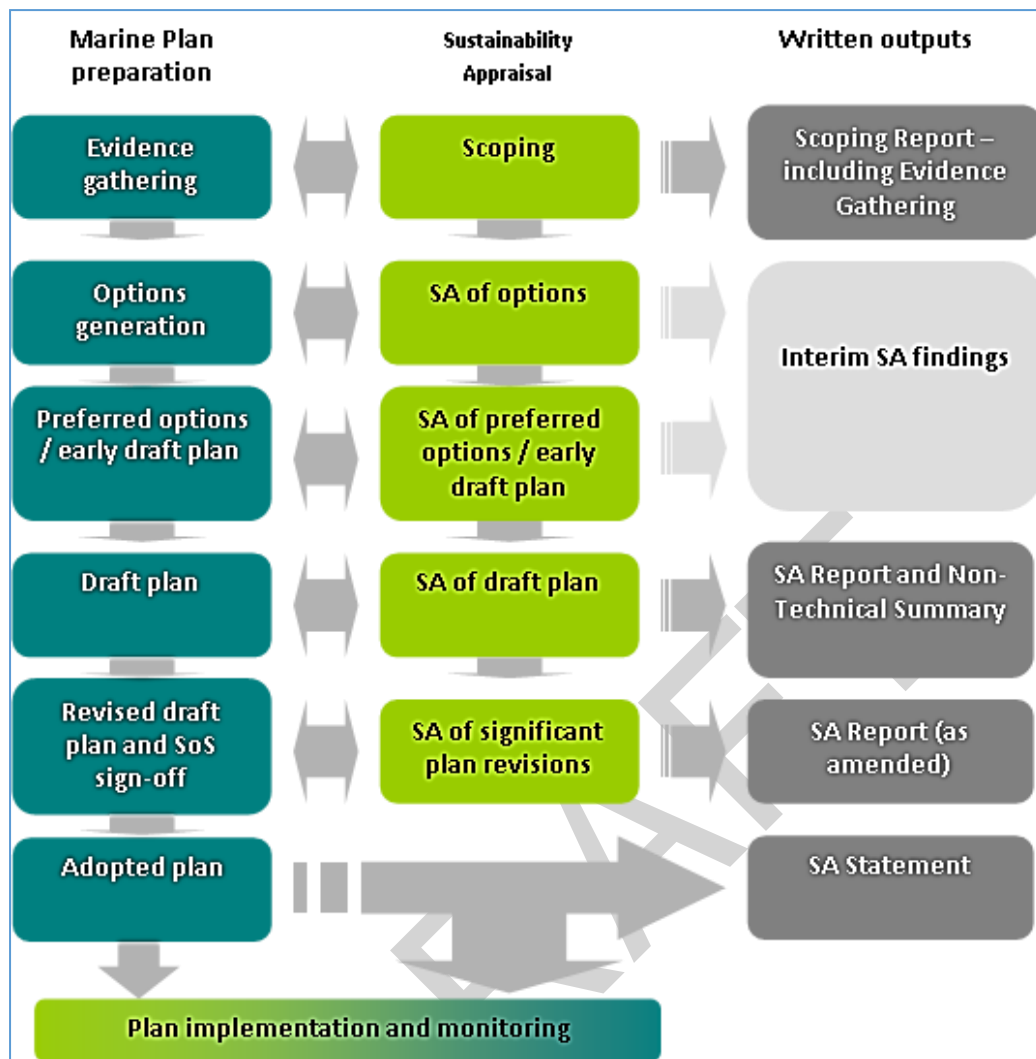 Marine Plan
preparation
Sustainability
Appraisal
Written outputs
Evidence
gathering
Scoping
Scoping Report –
including Evidence
Gathering
Options
generation
SA of options
Interim SA findings
Preferred options
/ early draft plan
SA of preferred
options / early
draft plan
Draft plan
SA of draft plan
SA Report and Non-
Technical Summary
Revised draft
plan and SoS
sign-off
SA of significant
plan revisions
SA Report (as
amended)
Adopted plan
SA Statement
Plan implementation and monitoring